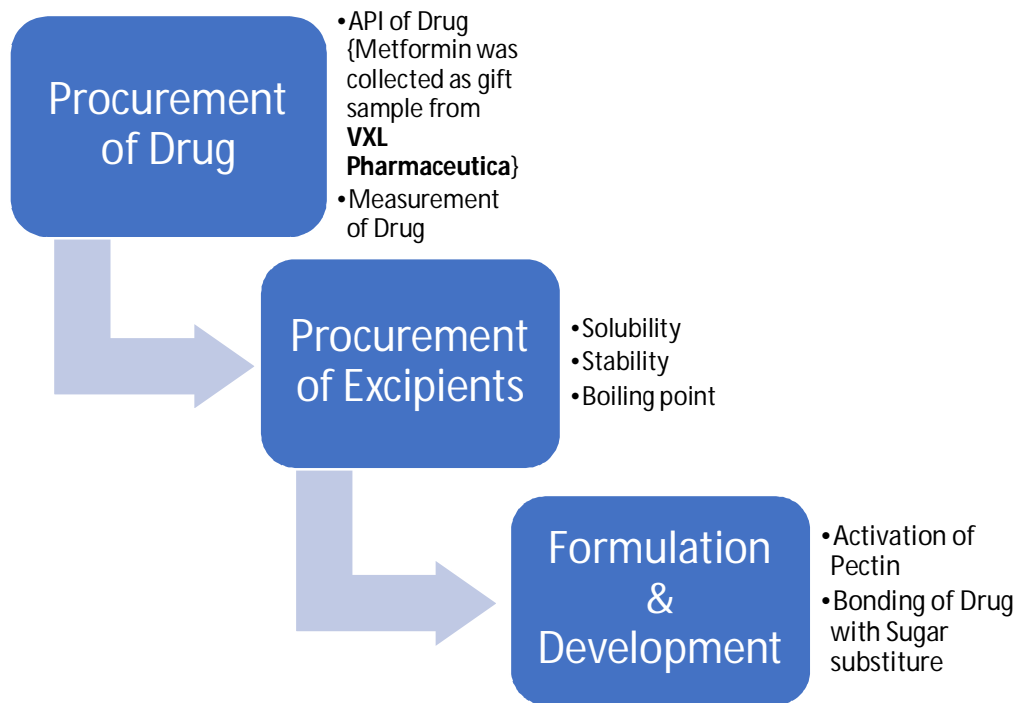 Procurement
of Drug
•API of Drug
{Metformin was
collected as gift
sample from
VXL
Pharmaceutica}
•Measurement
of Drug
Procurement
of Excipients
•Solubility
•Stability
•Boiling point
Formulation
&
Development
•Activation of
Pectin
•Bonding of Drug
with Sugar
substiture